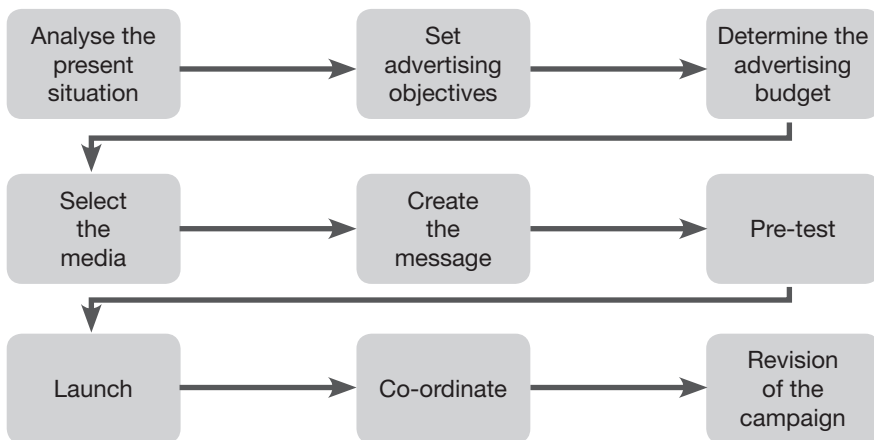 Analyse the
present
situation
Set
advertising
objectives
Determine the
advertising
budget
Select
the
media
Create
the
message
Pre-test
Launch
Co-ordinate
Revision
of the
campaign